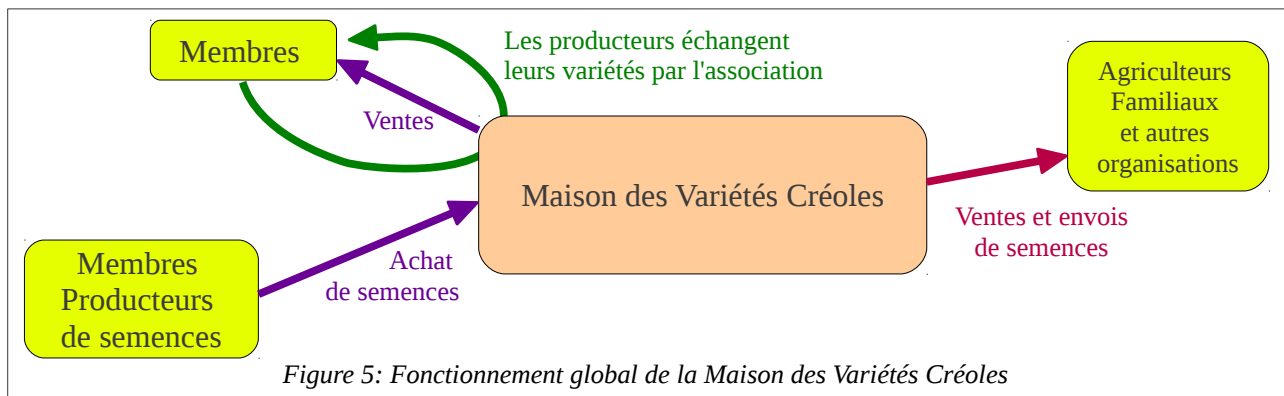 Membres
Les producteurs échangent
leurs variétés par l'association
Ventes
Agriculteurs
Familiaux
et autres
organisations
Maison des Variétés Créoles
Ventes et envois
de semences
Achat
de semences
Membres
Producteurs
de semences
Figure 5: Fonctionnement global de la Maison des Variétés Créoles